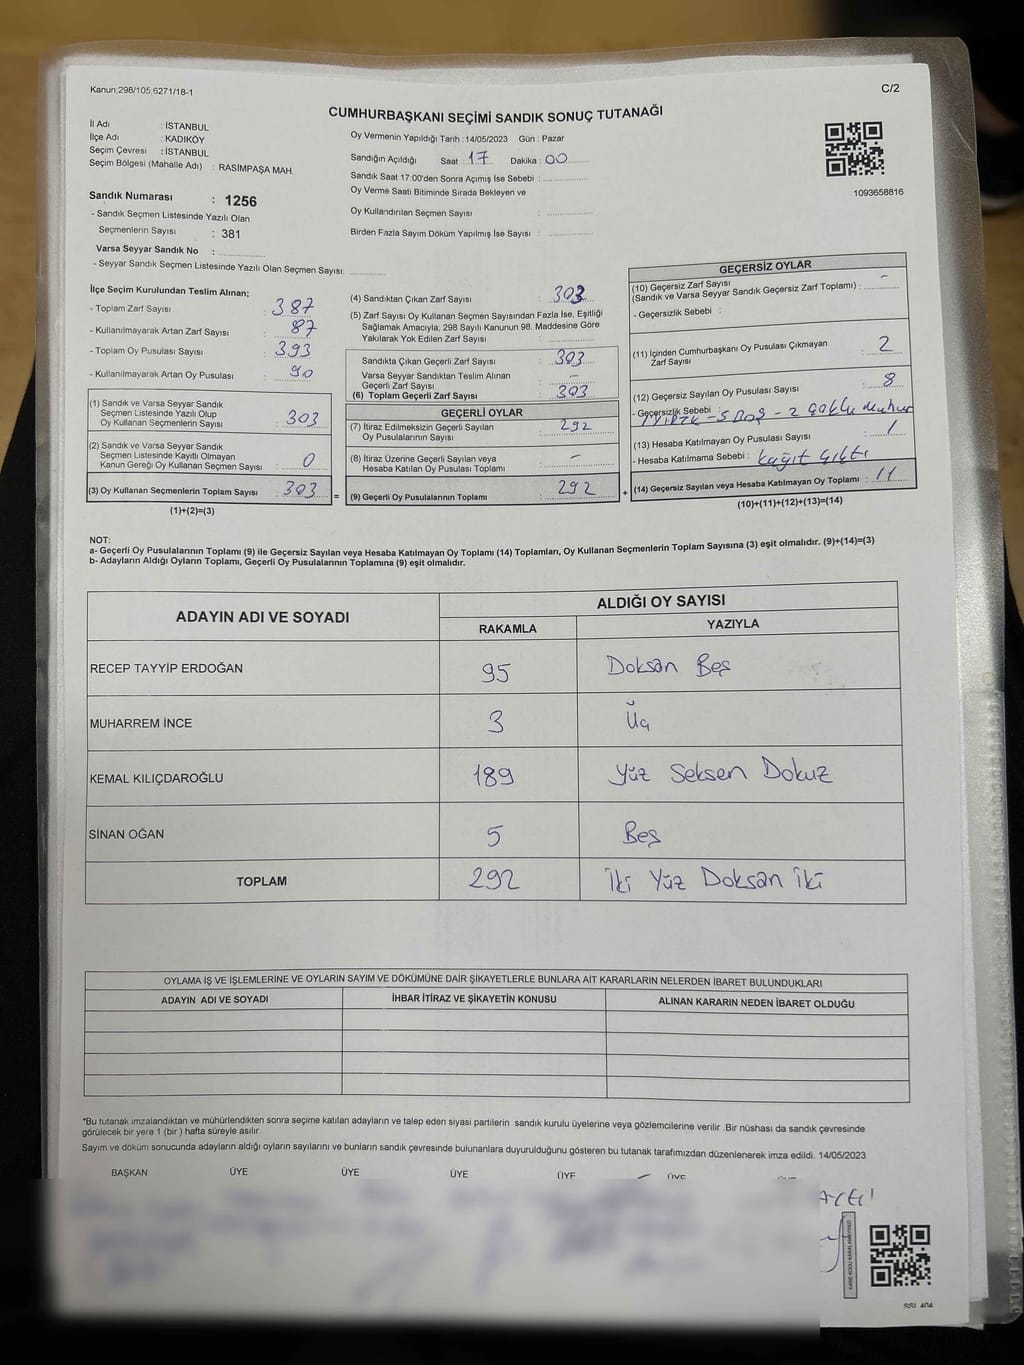 Kanun:298/105 6271/18-1
C/2
CUMHURBAŞKANI SEÇİMİ SANDIK SONUÇ TUTANAĞI
İl Adı : İSTANBUL
İlçe Adı : KADIKÖY
Seçim Çevresi : İSTANBUL
Seçim Bölgesi (Mahalle Adı) : RASİMPAŞA MAH.
Oy Vermenin Yapıldığı Tarih :14/05/2023 Gün : Pazar
Sandığın Açıldığı Saat : 17 Dakika : 00
Sandık Saat 17:00'den Sonra Açımış İse Sebebi :
Oy Verme Saati Bitiminde Sırada Bekleyen ve
Oy Kullandırılan Seçmen Sayısı :
Birden Fazla Sayım Döküm Yapılmış İse Sayısı :
1093658816
Sandık Numarası : 1256
- Sandık Seçmen Listesinde Yazılı Olan
Seçmenlerin Sayısı : 381
Varsa Seyyar Sandık No :
- Seyyar Sandık Seçmen Listesinde Yazılı Olan Seçmen Sayısı:
İlçe Seçim Kurulundan Teslim Alınan;
- Toplam Zarf Sayısı : 387
- Kullanılmayarak Artan Zarf Sayısı : 87
- Toplam Oy Pusulası Sayısı : 393
- Kullanılmayarak Artan Oy Pusulası : 90
(1) Sandık ve Varsa Seyyar Sandık
Seçmen Listesinde Yazılı Olup
Oy Kullanan Seçmenlerin Sayısı : 303
(2) Sandık ve Varsa Seyyar Sandık
Seçmen Listesinde Kayıtlı Olmayan
Kanun Gereği Oy Kullanan Seçmen Sayısı : 0
(3) Oy Kullanan Seçmenlerin Toplam Sayısı : 303 =
(1)+(2)=(3)
(4) Sandıktan Çıkan Zarf Sayısı : 303
(5) Zarf Sayısı Oy Kullanan Seçmen Sayısından Fazla İse, Eşitliği
Sağlamak Amacıyla; 298 Sayılı Kanunun 98. Maddesine Göre
Yakılarak Yok Edilen Zarf Sayısı :
Sandıkta Çıkan Geçerli Zarf Sayısı : 303
Varsa Seyyar Sandıktan Teslim Alınan
Geçerli Zarf Sayısı : -
(6) Toplam Geçerli Zarf Sayısı : 303
GEÇERLİ OYLAR
(7) İtiraz Edilmeksizin Geçerli Sayılan
Oy Pusulalarının Sayısı : 292
(8) İtiraz Üzerine Geçerli Sayılan veya
Hesaba Katılan Oy Pusulası Toplamı : -
(9) Geçerli Oy Pusulalarının Toplamı : 292 +
GEÇERSİZ OYLAR
(10) Geçersiz Zarf Sayısı
(Sandık ve Varsa Seyyar Sandık Geçersiz Zarf Toplamı) : -
- Geçersizlik Sebebi :
(11) İçinden Cumhurbaşkanı Oy Pusulası Çıkmayan
Zarf Sayısı : 2
(12) Geçersiz Sayılan Oy Pusulası Sayısı : 8
- Geçersizlik Sebebi - 5 Boş - 2 Çoklu Mühür
(13) Hesaba Katılmayan Oy Pusulası Sayısı : 1
- Hesaba Katılmama Sebebi : kağıt çıktı
(14) Geçersiz Sayılan veya Hesaba Katılmayan Oy Toplamı : 11
(10)+(11)+(12)+(13)=(14)
NOT:
a- Geçerli Oy Pusulalarının Toplamı (9) ile Geçersiz Sayılan veya Hesaba Katılmayan Oy Toplamı (14) Toplamları, Oy Kullanan Seçmenlerin Toplam Sayısına (3) eşit olmalıdır. (9)+(14)=(3)
b- Adayların Aldığı Oyların Toplamı, Geçerli Oy Pusulalarının Toplamına (9) eşit olmalıdır.
ADAYIN ADI VE SOYADI
ALDIĞI OY SAYISI
RAKAMLA YAZIYLA
RECEP TAYYİP ERDOĞAN 95 Doksan Beş
MUHARREM İNCE 3 Üç
KEMAL KILIÇDAROĞLU 189 Yüz Seksen Dokuz
SİNAN OĞAN 5 Beş
TOPLAM 292 İki Yüz Doksan İki
OYLAMA İŞ VE İŞLEMLERİNE VE OYLARIN SAYIM VE DÖKÜMÜNE DAİR ŞİKAYETLERLE BUNLARA AİT KARARLARIN NELERDEN İBARET BULUNDUKLARI
ADAYIN ADI VE SOYADI İHBAR İTİRAZ VE ŞİKAYETİN KONUSU ALINAN KARARIN NEDEN İBARET OLDUĞU
*Bu tutanak imzalandıktan ve mühürlendikten sonra seçime katılan adayların ve talep eden siyasi partilerin sandık kurulu üyelerine veya gözlemcilerine verilir .Bir nüshası da sandık çevresinde
görülecek bir yere 1 (bir ) hafta süreyle asılır.
Sayım ve döküm sonucunda adayların aldığı oyların sayılarını ve bunların sandık çevresinde bulunanlara duyurulduğunu gösteren bu tutanak tarafımızdan düzenlenerek imza edildi. 14/05/2023
BAŞKAN ÜYE ÜYE ÜYE ÜYE ÜYE